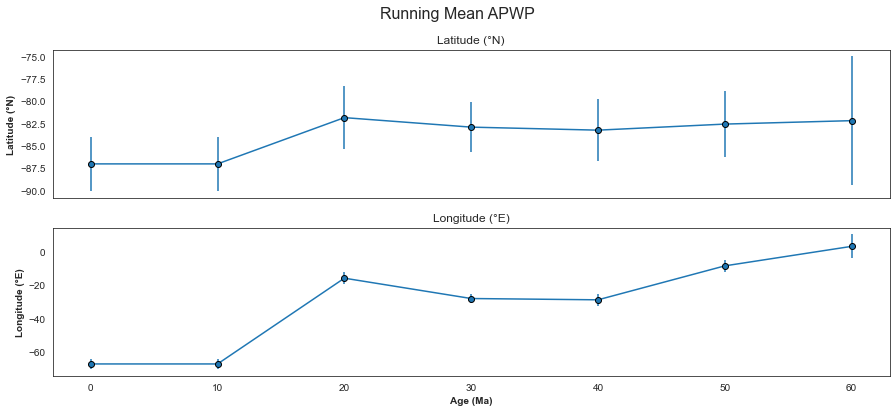 Running Mean APWP
Latitude (°N)
Latitude (°N)
−75.0
−77.5
−80.0
−82.5
−85.0
−87.5
−90.0
Longitude (°E)
Longitude (°E)
0
−20
−40
−60
0 10 20 30 40 50 60
Age (Ma)